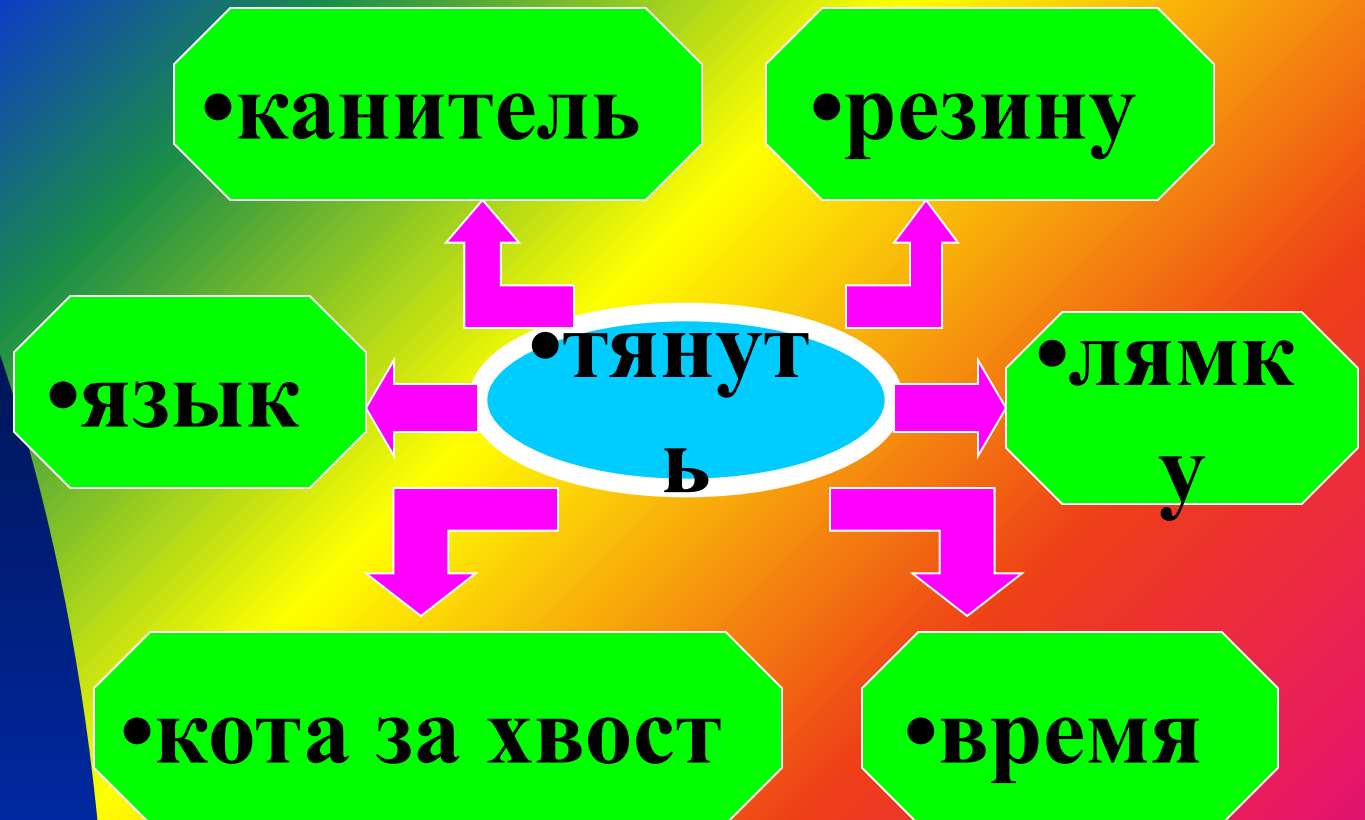 •канитель
•резину
•тянут
ь
•язык
•лямк
у
•кота за хвост
•время